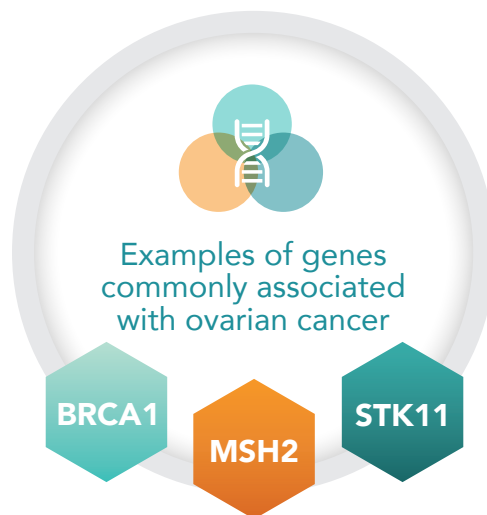 Examples of genes
commonly associated
with ovarian cancer
BRCA1
MSH2
STK11